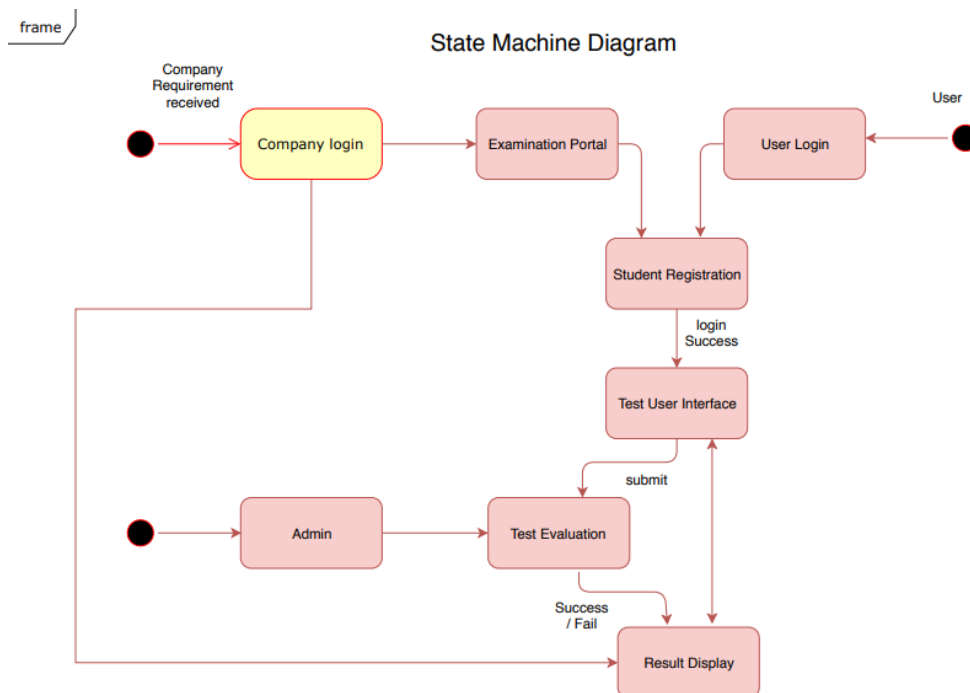 frame
State Machine Diagram
Company
Requirement
received
User
Company login
Examination Portal
User Login
Student Registration
login
Success
Test User Interface
submit
Admin
Test Evaluation
Success
/ Fail
Result Display